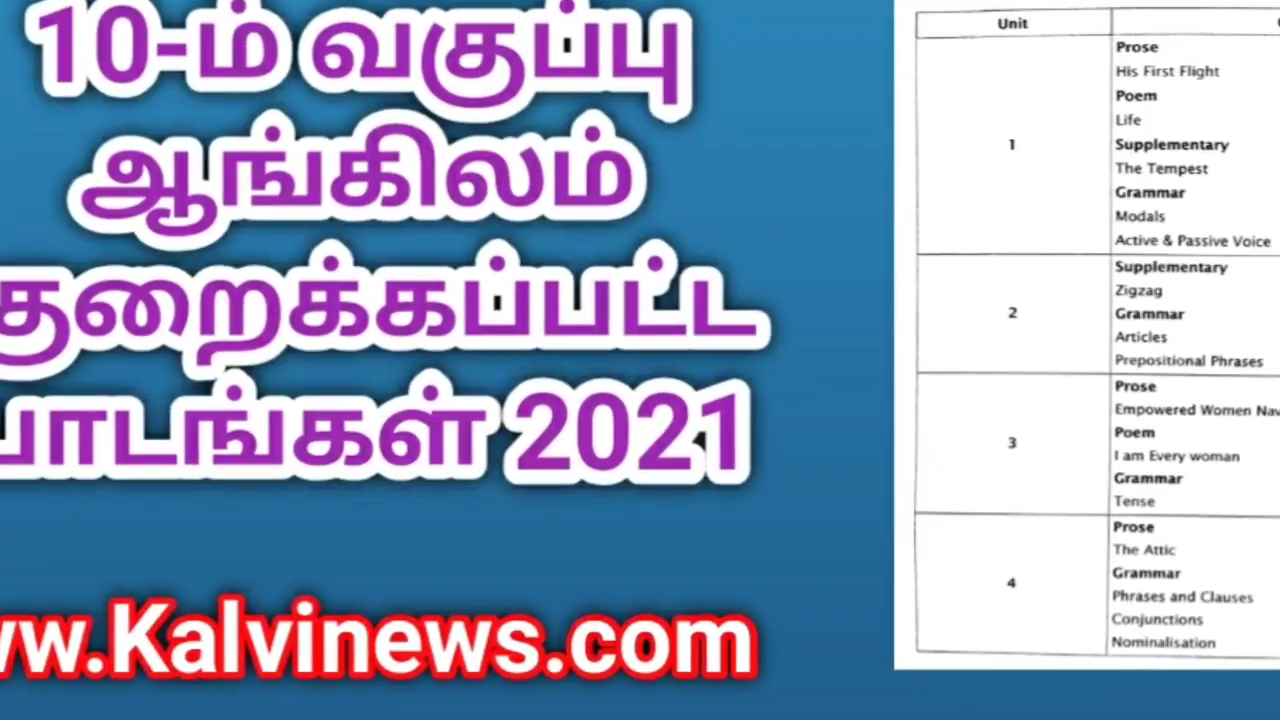 10-ம் வகுப்பு
ஆங்கிலம்
குறைக்கப்பட்ட
பாடங்கள் 2021
ww.Kalvinews.com
Unit
1
Prose
His First Flight
Poem
Life
Supplementary
The Tempest
Grammar
Modals
Active & Passive Voice
2
Supplementary
Zigzag
Grammar
Articles
Prepositional Phrases
3
Prose
Empowered Women Nav
Poem
I am Every woman
Grammar
Tense
4
Prose
The Attic
Grammar
Phrases and Clauses
Conjunctions
Nominalisation